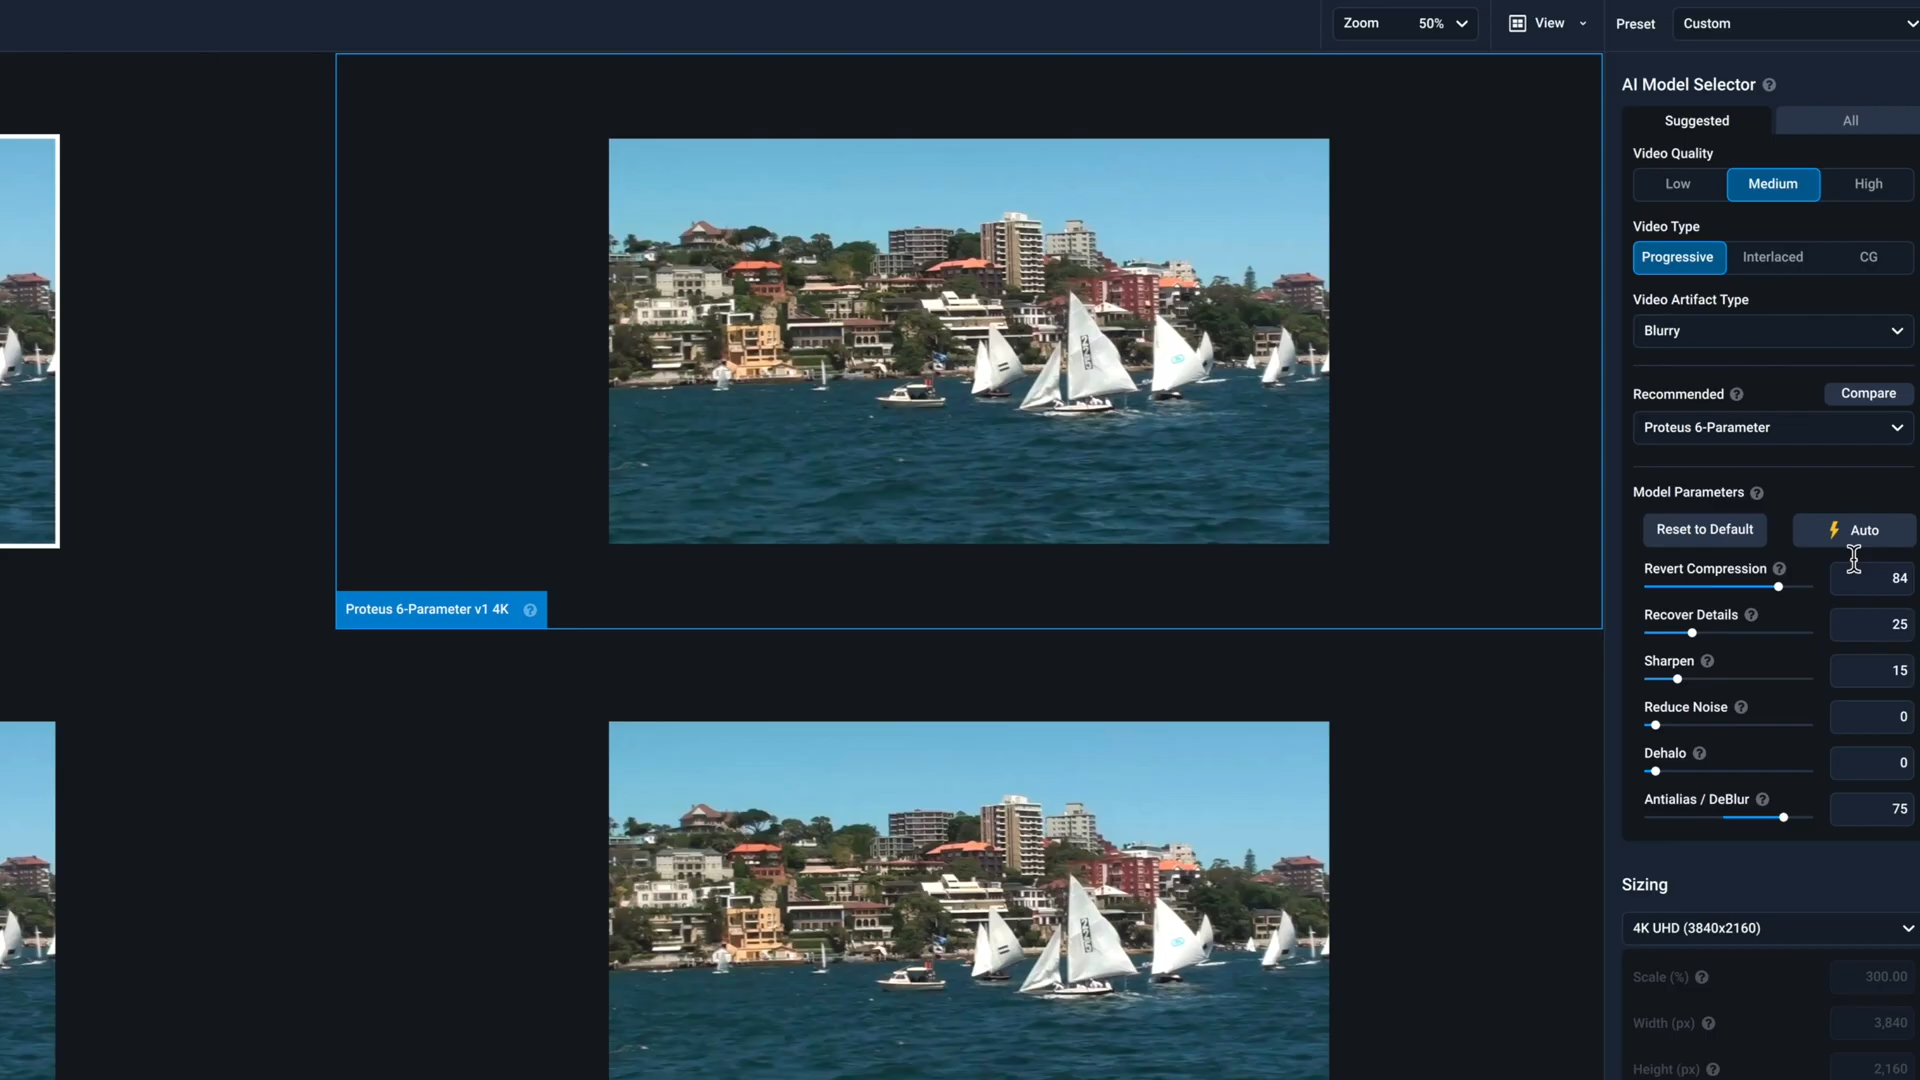 Zoom 50%
View
Preset Custom
AI Model Selector ?
Suggested All
Video Quality
Low Medium High
Video Type
Progressive Interlaced CG
Video Artifact Type
Blurry
Recommended ? Compare
Proteus 6-Parameter
Model Parameters ?
Reset to Default Auto
Revert Compression ? 84
Recover Details ? 25
Sharpen ? 15
Reduce Noise ? 0
Dehalo ? 0
Antialias / DeBlur ? 75
Sizing
4K UHD (3840x2160)
Scale (%) ? 300.00
Width (px) ? 3,840
Height (px) ? 2,160
Proteus 6-Parameter v1 4K ?